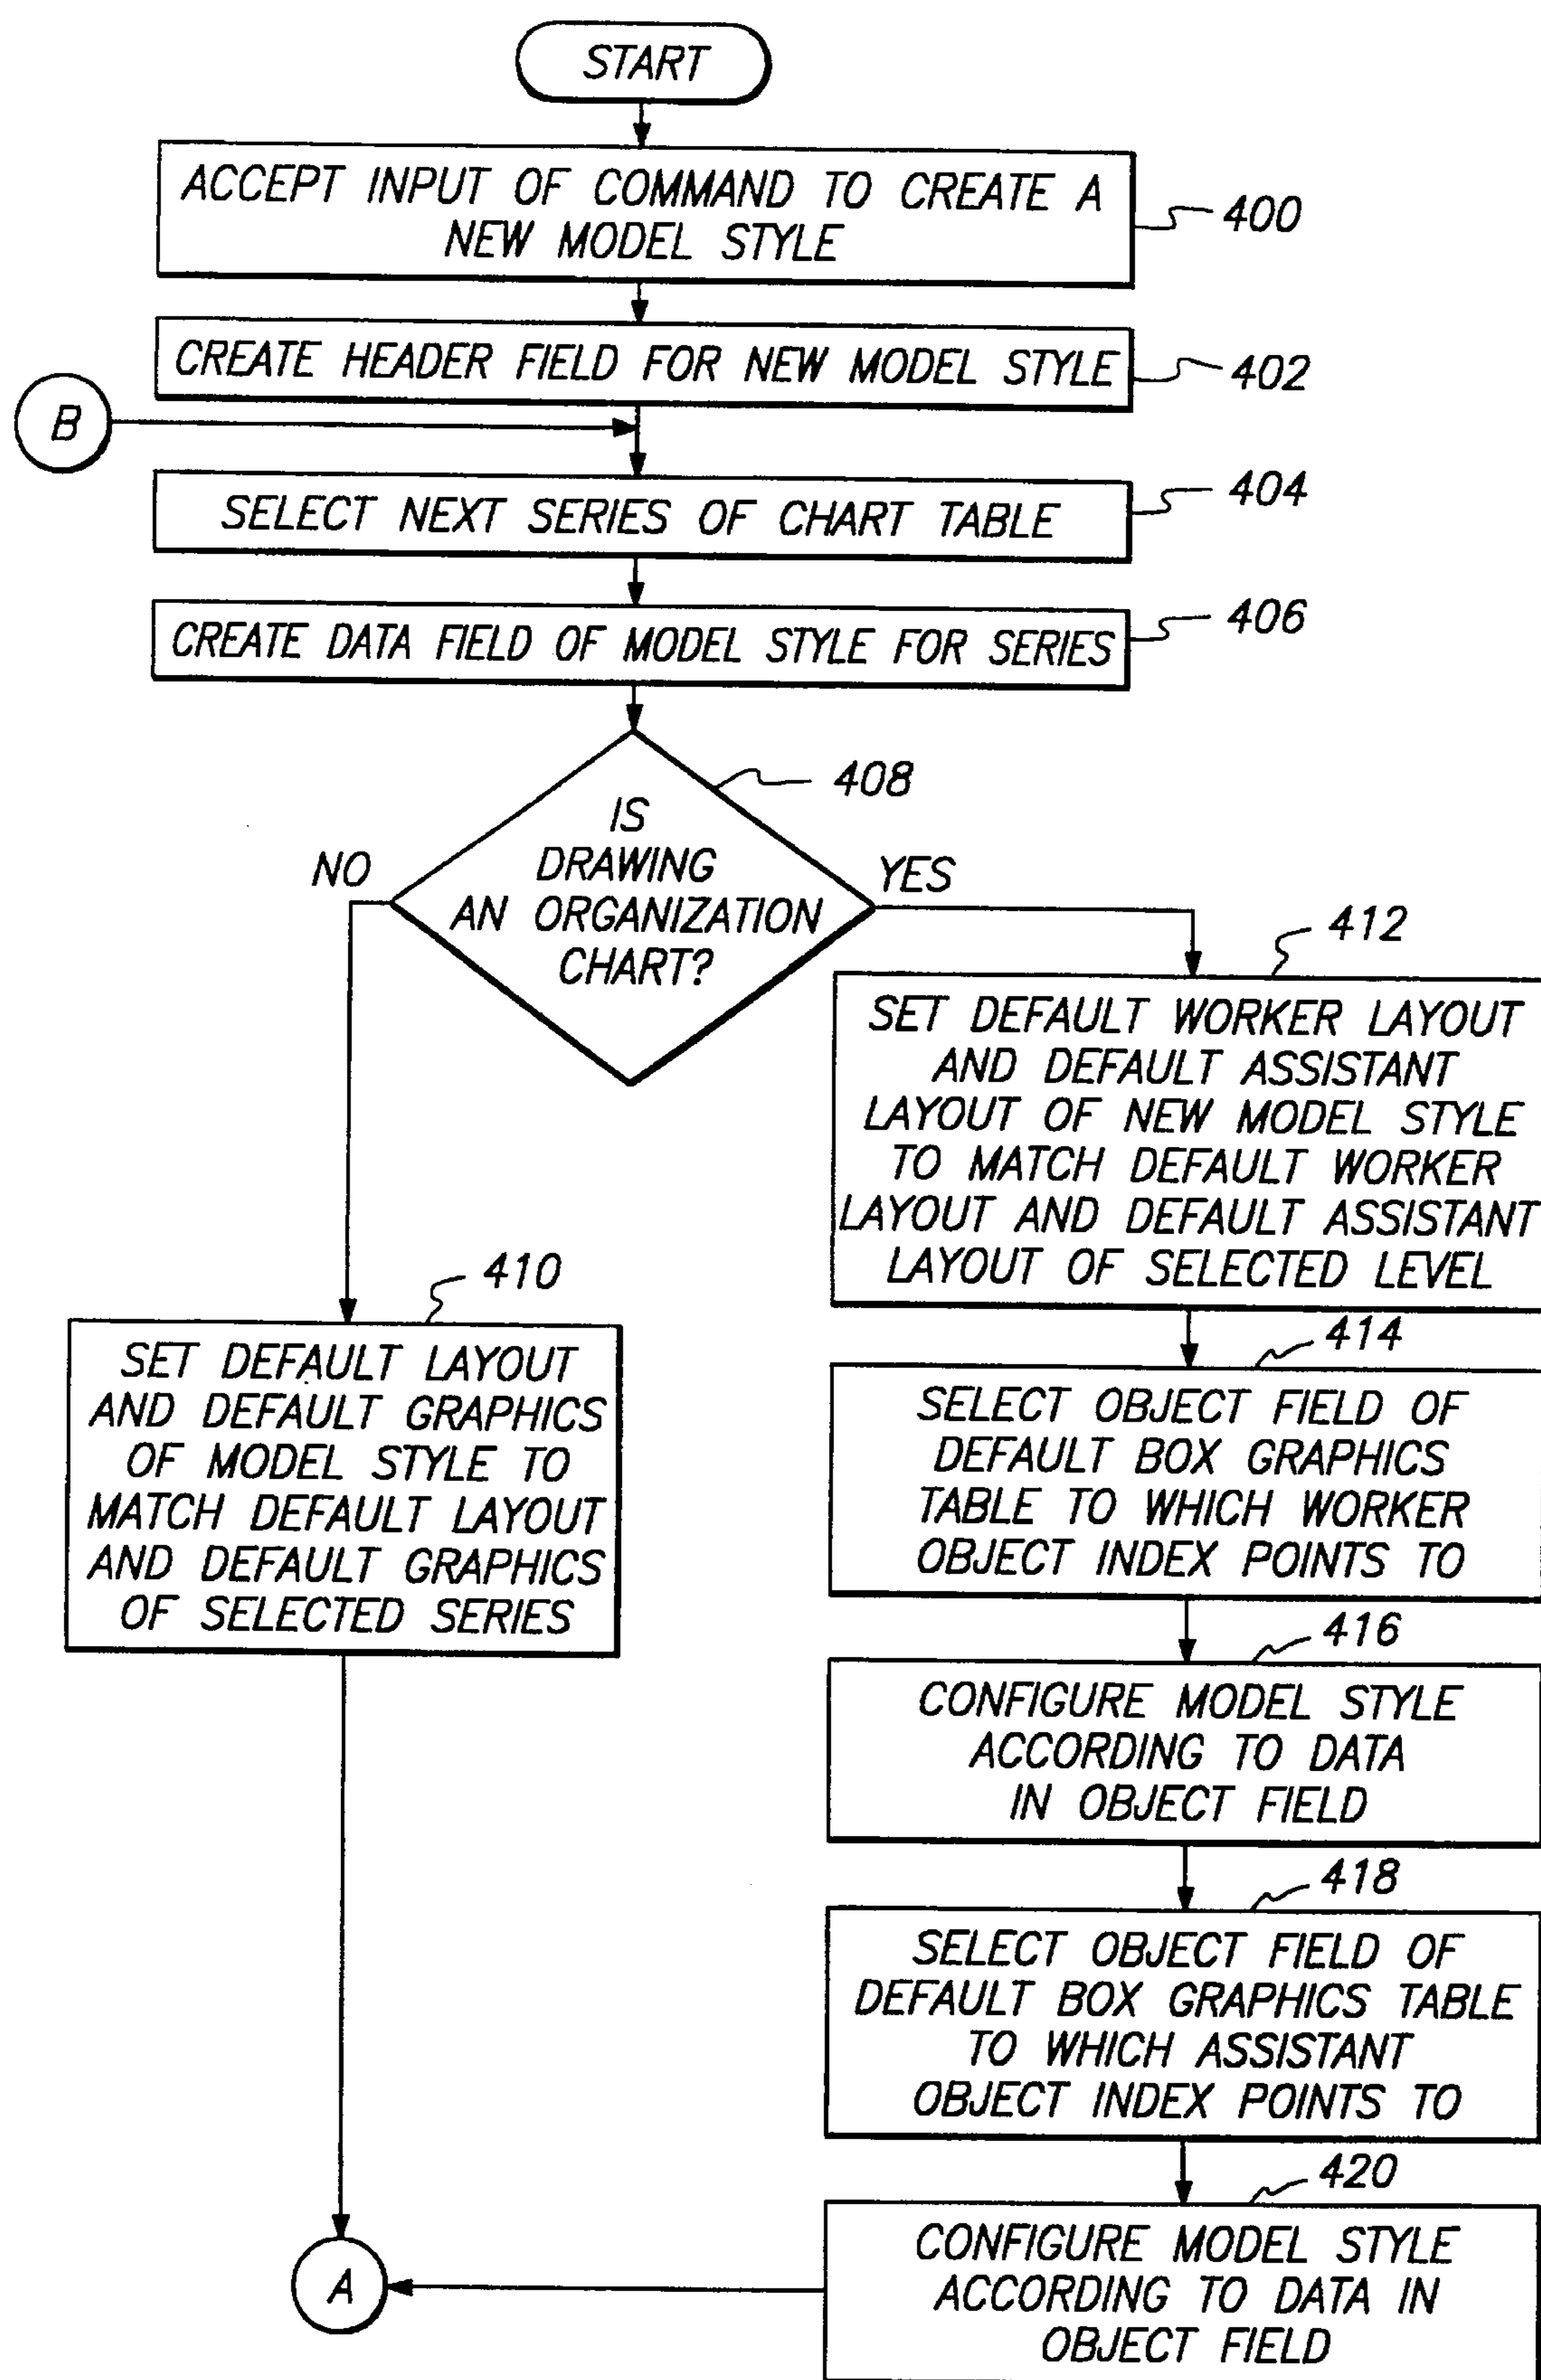 START
ACCEPT INPUT OF COMMAND TO CREATE A
NEW MODEL STYLE
400
CREATE HEADER FIELD FOR NEW MODEL STYLE
402
B
SELECT NEXT SERIES OF CHART TABLE
404
CREATE DATA FIELD OF MODEL STYLE FOR SERIES
406
408
IS
DRAWING
AN ORGANIZATION
CHART?
NO
YES
412
SET DEFAULT WORKER LAYOUT
AND DEFAULT ASSISTANT
LAYOUT OF NEW MODEL STYLE
TO MATCH DEFAULT WORKER
LAYOUT AND DEFAULT ASSISTANT
LAYOUT OF SELECTED LEVEL
410
SET DEFAULT LAYOUT
AND DEFAULT GRAPHICS
OF MODEL STYLE TO
MATCH DEFAULT LAYOUT
AND DEFAULT GRAPHICS
OF SELECTED SERIES
414
SELECT OBJECT FIELD OF
DEFAULT BOX GRAPHICS
TABLE TO WHICH WORKER
OBJECT INDEX POINTS TO
416
CONFIGURE MODEL STYLE
ACCORDING TO DATA
IN OBJECT FIELD
418
SELECT OBJECT FIELD OF
DEFAULT BOX GRAPHICS TABLE
TO WHICH ASSISTANT
OBJECT INDEX POINTS TO
420
CONFIGURE MODEL STYLE
ACCORDING TO DATA IN
OBJECT FIELD
A